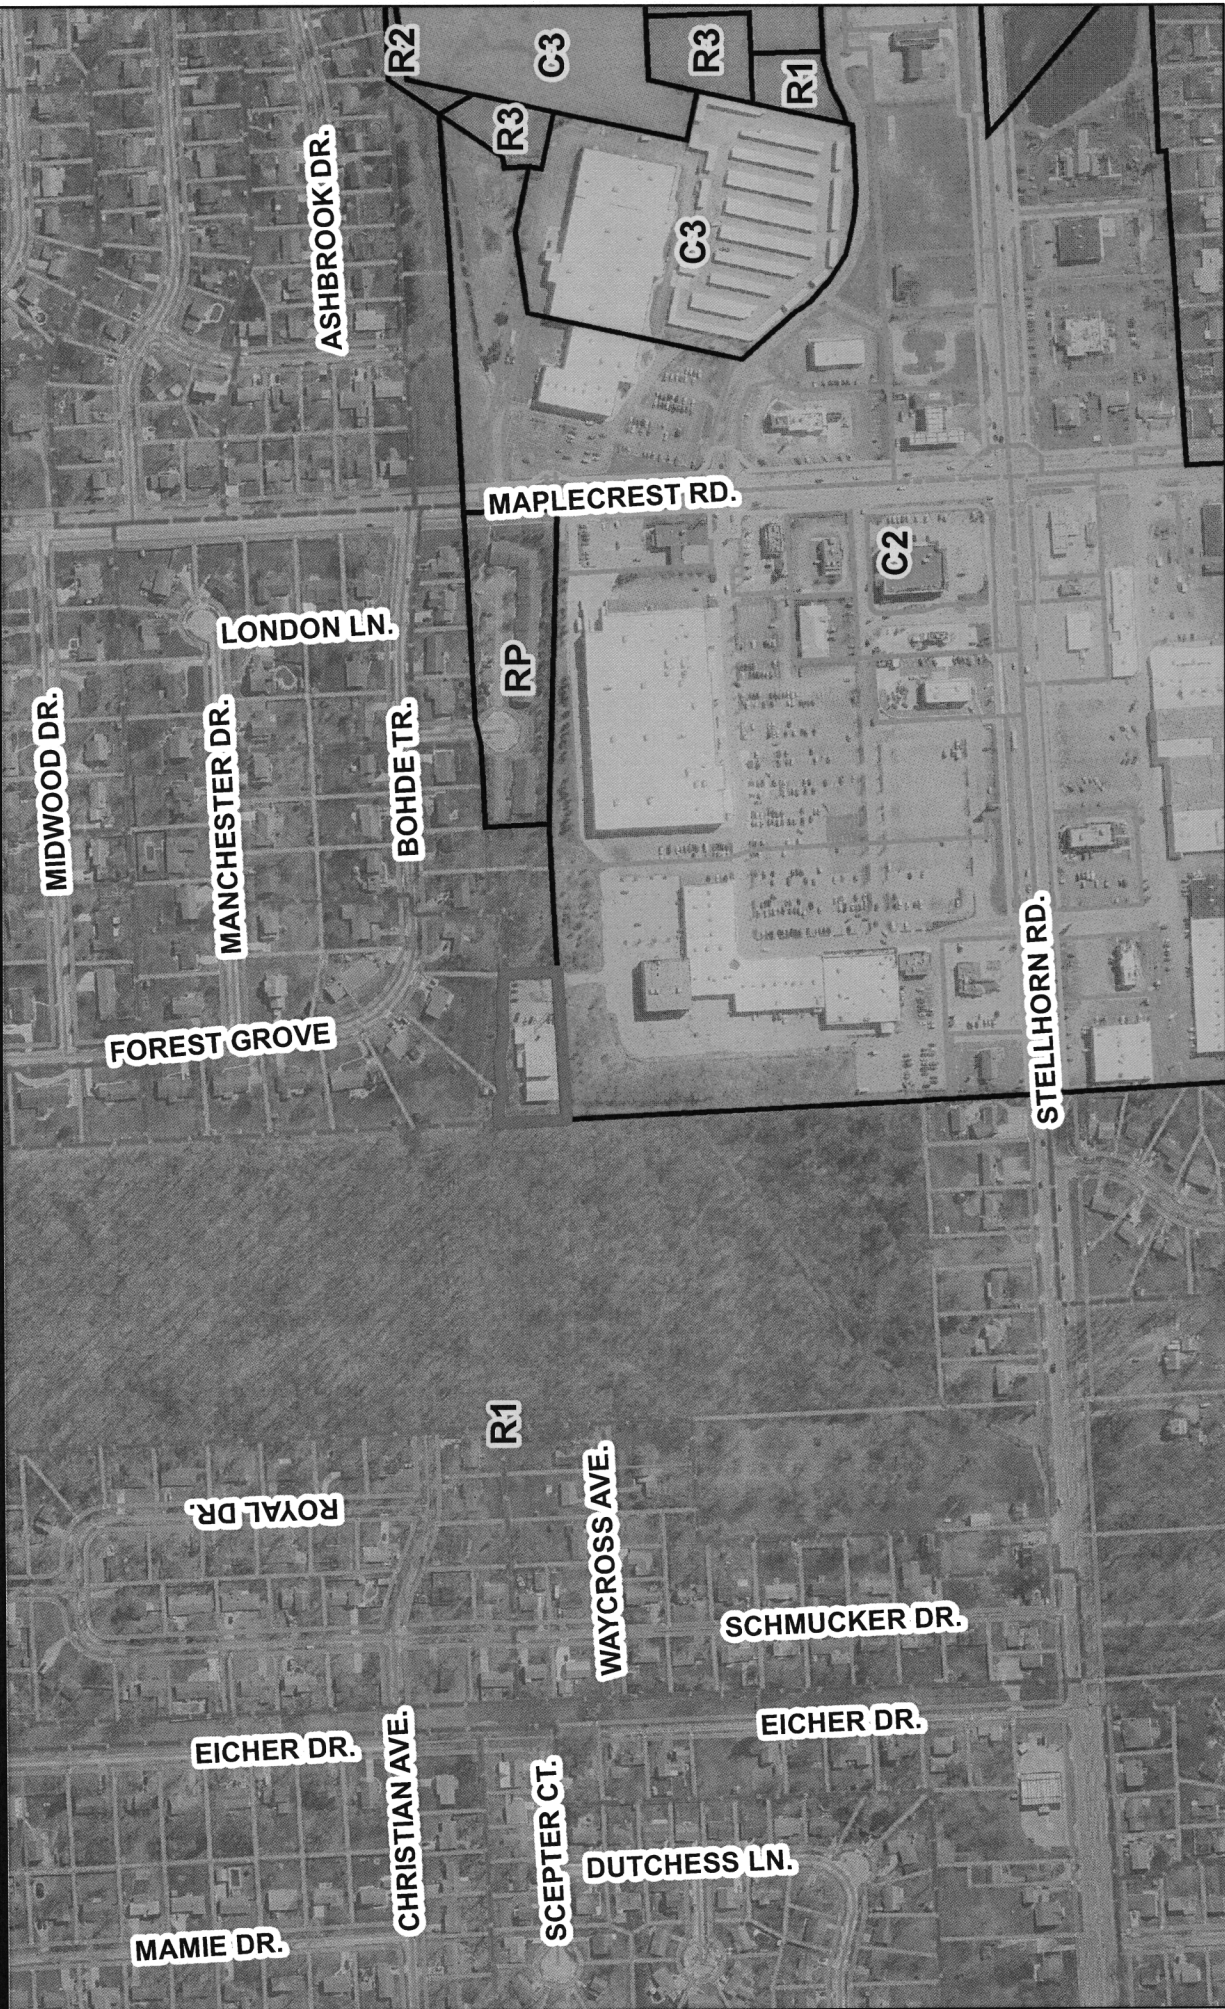 R2
C3
R3
R1
R3
ASHBROOK DR.
C3
MAPLECREST RD.
C2
LONDON LN.
RP
MIDWOOD DR.
MANCHESTER DR.
BOHDE TR.
STELLHORN RD.
FOREST GROVE
R1
ROYAL DR.
WAYCROSS AVE.
SCHMUCKER DR.
EICHER DR.
EICHER DR.
CHRISTIAN AVE.
SCEPTER CT.
DUTCHESS LN.
MAMIE DR.